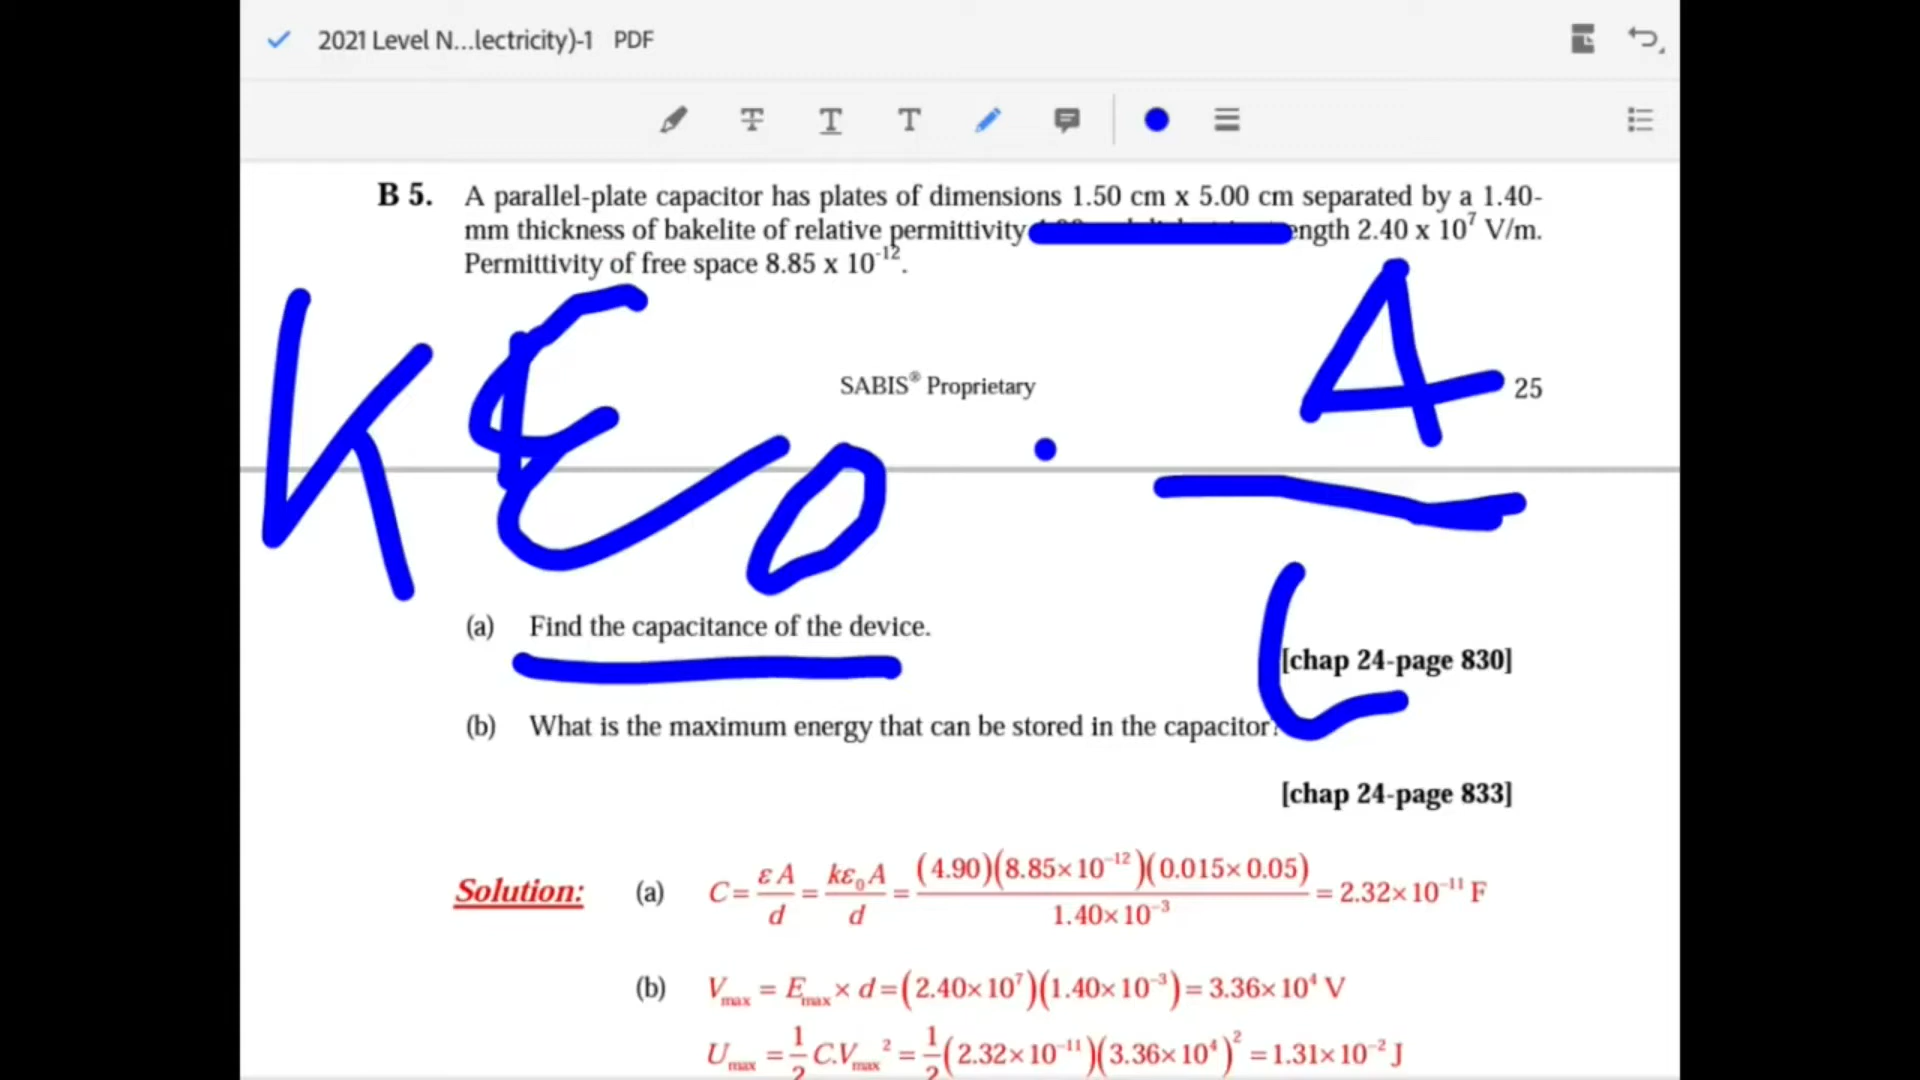 2021 Level N...lectricity)-1 PDF
B 5. A parallel-plate capacitor has plates of dimensions 1.50 cm x 5.00 cm separated by a 1.40-
mm thickness of bakelite of relative permittivity ength 2.40 x 10⁷ V/m.
Permittivity of free space 8.85 x 10⁻¹².
SABIS® Proprietary
25
K ε₀ · A
(a) Find the capacitance of the device.
[chap 24-page 830]
(b) What is the maximum energy that can be stored in the capacitor?
[chap 24-page 833]
Solution: (a) C = εA/d = kε₀A/d = (4.90)(8.85×10⁻¹²)(0.015×0.05)/1.40×10⁻³ = 2.32×10⁻¹¹ F
(b) Vmax = Emax × d = (2.40×10⁷)(1.40×10⁻³) = 3.36×10⁴ V
Umax = 1/2 C.Vmax² = 1/2 (2.32×10⁻¹¹)(3.36×10⁴)² = 1.31×10⁻² J